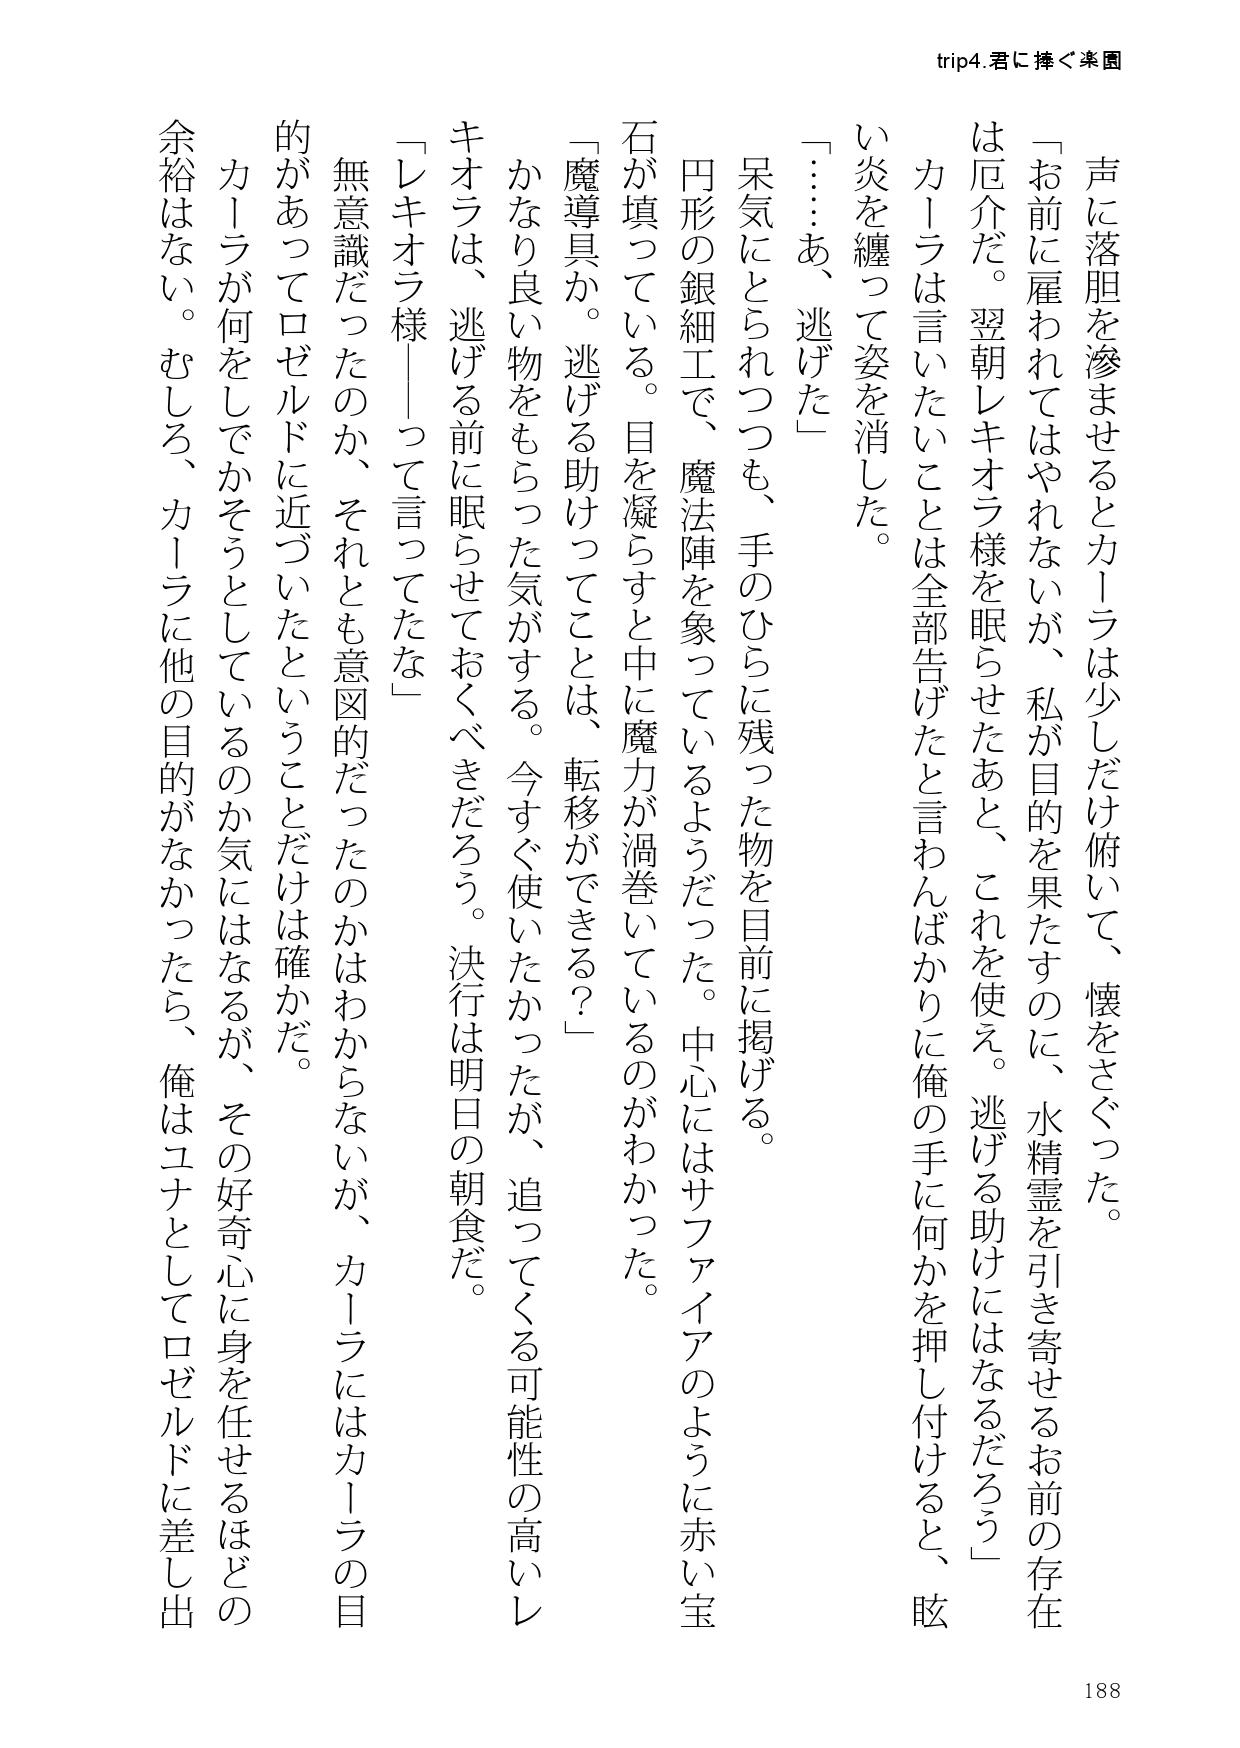 trip4.君に捧ぐ楽園
声に落胆を滲ませるとカーラは少しだけ俯いて、懐をさぐった。
「お前に雇われてはやれないが、私が目的を果たすのに、水精霊を引き寄せるお前の存在
は厄介だ。翌朝レキオラ様を眠らせたあと、これを使え。逃げる助けにはなるだろう」
カーラは言いたいことは全部告げたと言わんばかりに俺の手に何かを押し付けると、眩
い炎を纏って姿を消した。
「……あ、逃げた」
呆気にとられつつも、手のひらに残った物を目前に掲げる。
円形の銀細工で、魔法陣を象っているようだった。中心にはサファイアのように赤い宝
石が填っている。目を凝らすと中に魔力が渦巻いているのがわかった。
「魔導具か。逃げる助けってことは、転移ができる？」
かなり良い物をもらった気がする。今すぐ使いたかったが、追ってくる可能性の高いレ
キオラは、逃げる前に眠らせておくべきだろう。決行は明日の朝食だ。
「レキオラ様――って言ってたな」
無意識だったのか、それとも意図的だったのかはわからないが、カーラにはカーラの目
的があってロゼルドに近づいたということだけは確かだ。
カーラが何をしでかそうとしているのか気にはなるが、その好奇心に身を任せるほどの
余裕はない。むしろ、カーラに他の目的がなかったら、俺はユナとしてロゼルドに差し出
188